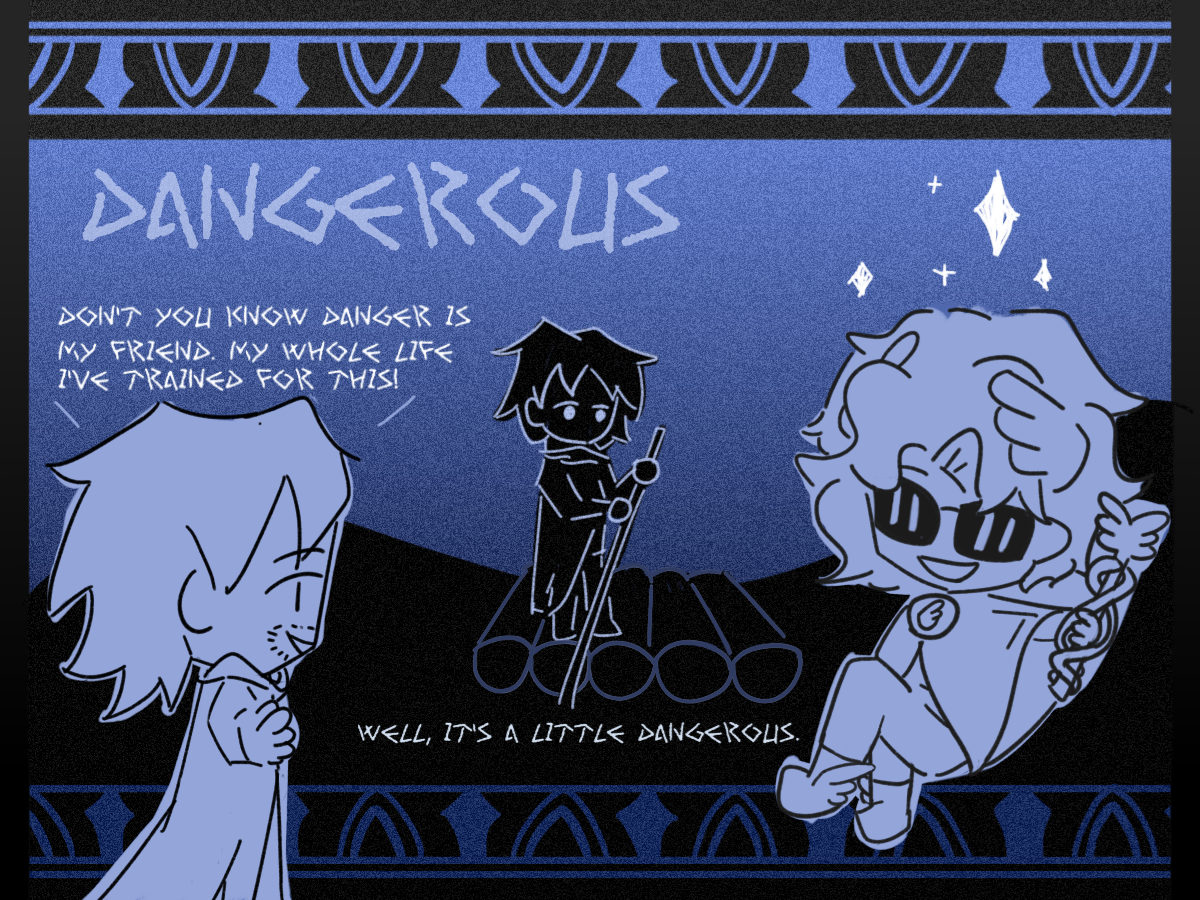 DANGEROUS
DON'T YOU KNOW DANGER IS
MY FRIEND. MY WHOLE LIFE
I'VE TRAINED FOR THIS!
WELL, IT'S A LITTLE DANGEROUS.